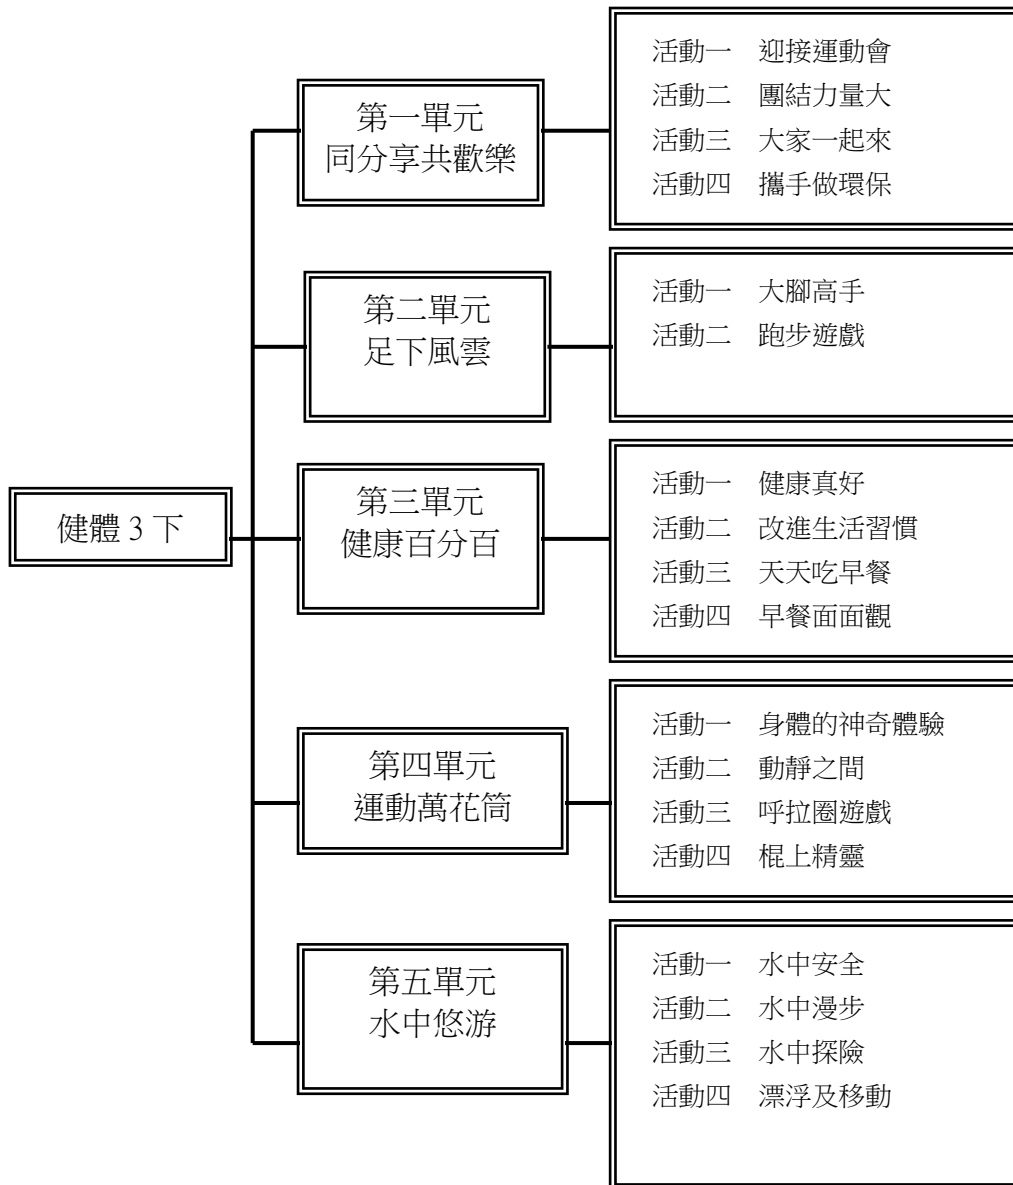 健體 3 下
第一單元
同分享共歡樂
活動一　迎接運動會
活動二　團結力量大
活動三　大家一起來
活動四　攜手做環保
第二單元
足下風雲
活動一　大腳高手
活動二　跑步遊戲
第三單元
健康百分百
活動一　健康真好
活動二　改進生活習慣
活動三　天天吃早餐
活動四　早餐面面觀
第四單元
運動萬花筒
活動一　身體的神奇體驗
活動二　動靜之間
活動三　呼拉圈遊戲
活動四　棍上精靈
第五單元
水中悠游
活動一　水中安全
活動二　水中漫步
活動三　水中探險
活動四　漂浮及移動